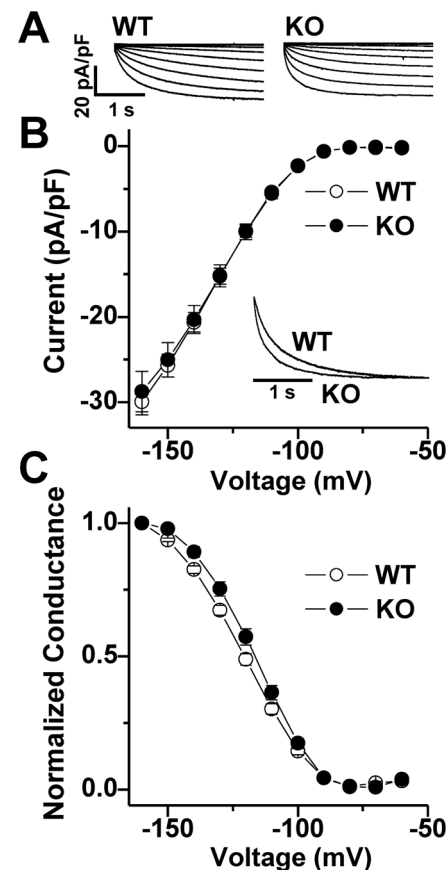 A
WT
KO
20 pA/pF
1 s
B
0
-10
-20
-30
Current (pA/pF)
WT
KO
WT
KO
1 s
-150
-100
-50
Voltage (mV)
C
1.0
0.5
0.0
Normalized Conductance
WT
KO
-150
-100
-50
Voltage (mV)